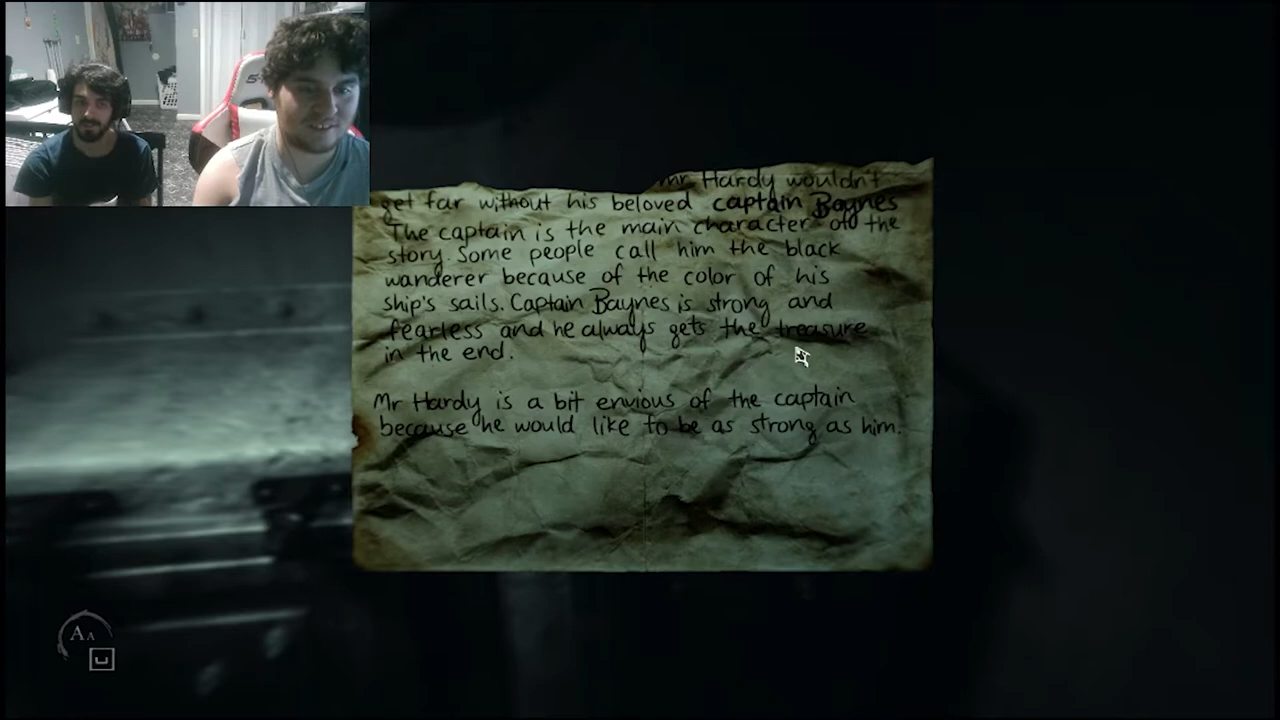 Mr Hardy wouldn't
get far without his beloved captain Baynes
The captain is the main character of the
story. Some people call him the black
wanderer because of the color of his
ship's sails. Captain Baynes is strong and
fearless and he always gets the treasure
in the end.
Mr Hardy is a bit envious of the captain
because he would like to be as strong as him.
AA